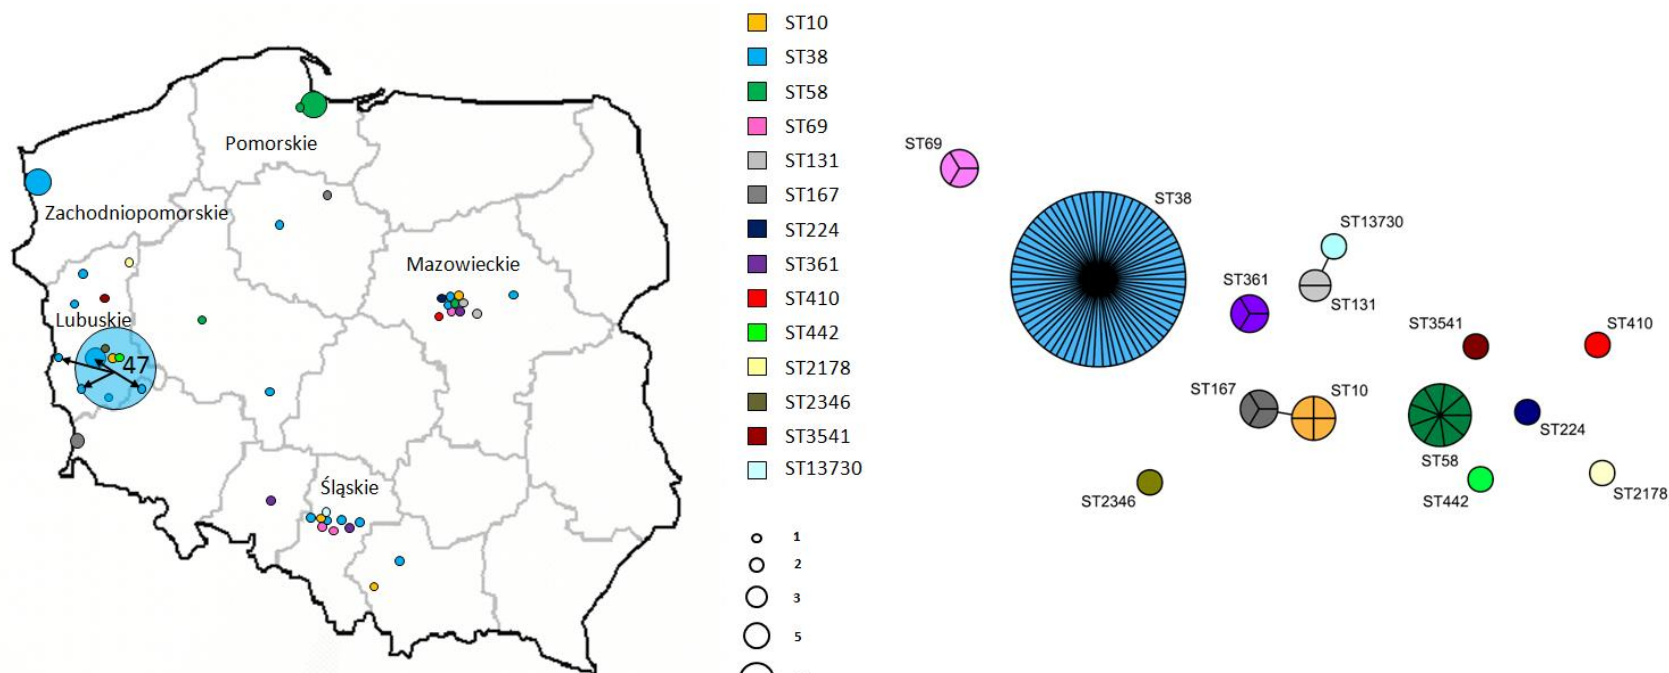 Pomorskie
Zachodniopomorskie
Mazowieckie
Lubuskie
47
Śląskie
ST10
ST38
ST58
ST69
ST131
ST167
ST224
ST361
ST410
ST442
ST2178
ST2346
ST3541
ST13730
1
2
3
5
ST69
ST38
ST13730
ST361
ST131
ST3541
ST410
ST167
ST10
ST224
ST58
ST2346
ST442
ST2178